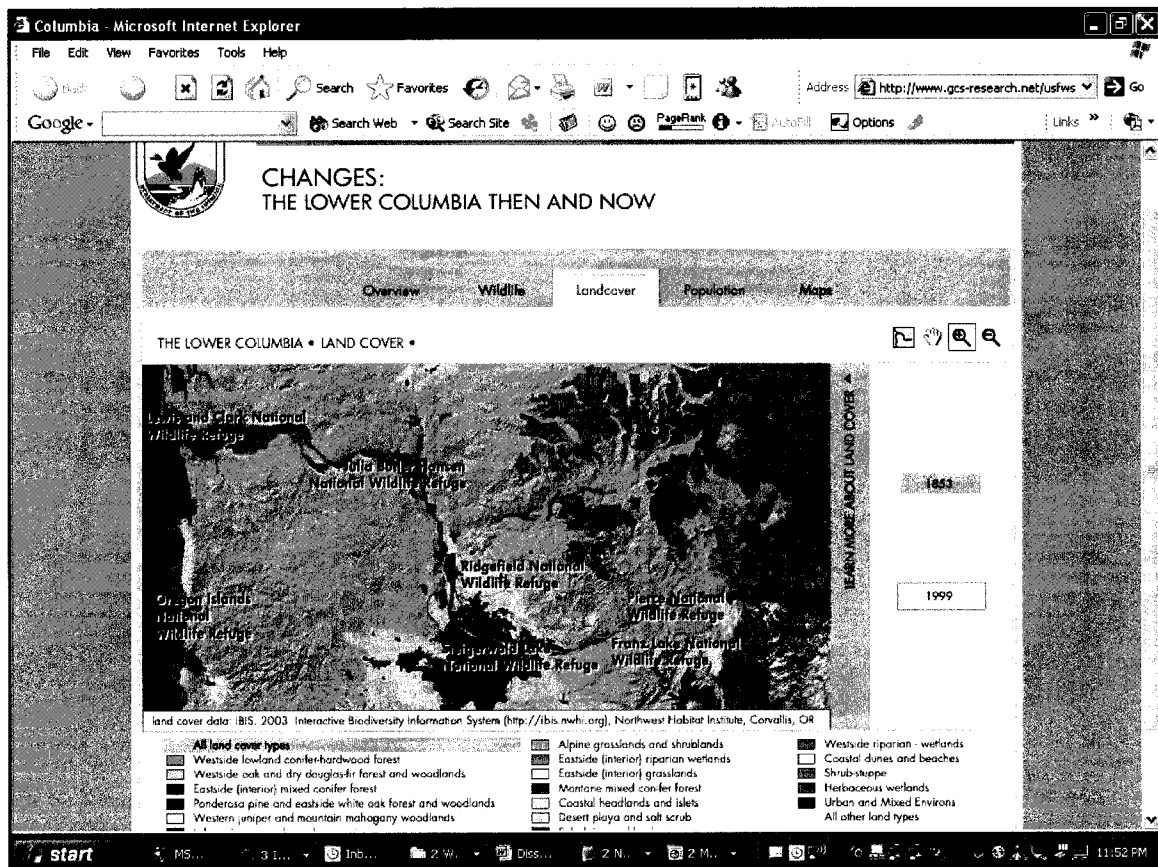 Columbia - Microsoft Internet Explorer
File Edit View Favorites Tools Help
Search Favorites
Address http://www.gcs-research.net/usfws Go
Google Search Web Search Site PageRank AutoFill Options Links »
CHANGES:
THE LOWER COLUMBIA THEN AND NOW
Overview Wildlife Landcover Population Maps
THE LOWER COLUMBIA • LAND COVER •
Lewis and Clark National
Wildlife Refuge
Julia Butler Hansen
National Wildlife Refuge
Ridgefield National
Wildlife Refuge
Oregon Islands
National
Wildlife Refuge
Pierce National
Wildlife Refuge
Steigerwald Lake
National Wildlife Refuge
Franz Lake National
Wildlife Refuge
LEARN MORE ABOUT LAND COVER
1853
1999
land cover data: IBIS. 2003 Interactive Biodiversity Information System (http://ibis.nwhi.org), Northwest Habitat Institute, Corvallis, OR
All land cover types
Westside lowland conifer-hardwood forest
Westside oak and dry douglas-fir forest and woodlands
Eastside (interior) mixed conifer forest
Ponderosa pine and eastside white oak forest and woodlands
Western juniper and mountain mahogany woodlands
Alpine grasslands and shrublands
Eastside (interior) riparian wetlands
Eastside (interior) grasslands
Montane mixed conifer forest
Coastal headlands and islets
Desert playa and salt scrub
Westside riparian - wetlands
Coastal dunes and beaches
Shrub-steppe
Herbaceous wetlands
Urban and Mixed Environs
All other land types
start MS... 3 I... Inb... 2 W. Diss... 2 N.. 2 M.. 11:52 PM